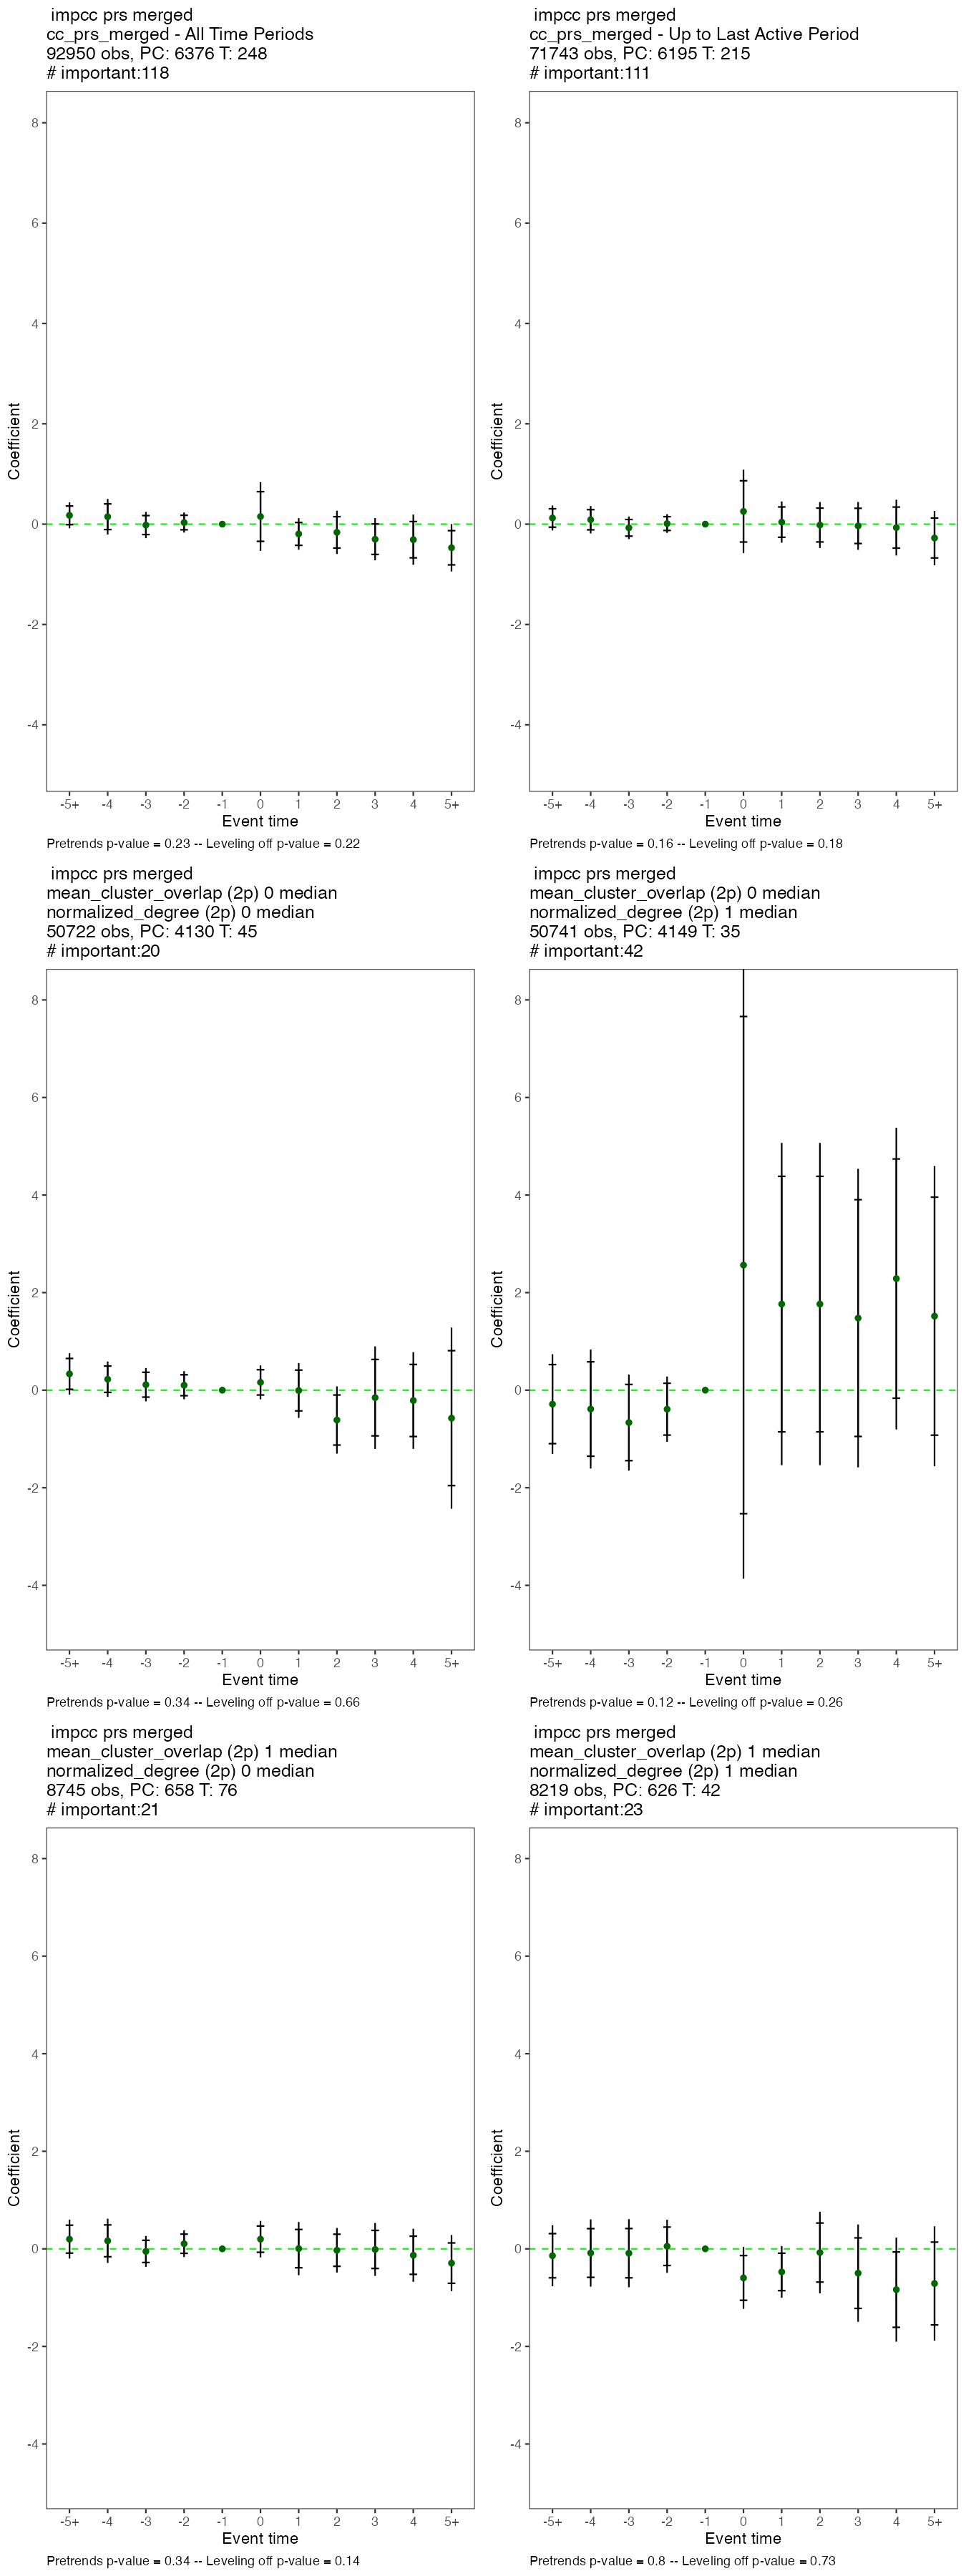 impcc prs merged
cc_prs_merged - All Time Periods
92950 obs, PC: 6376 T: 248
# important:118
8
6
4
2
0
-2
-4
Coefficient
-5+ -4 -3 -2 -1 0 1 2 3 4 5+
Event time
Pretrends p-value = 0.23 -- Leveling off p-value = 0.22
impcc prs merged
cc_prs_merged - Up to Last Active Period
71743 obs, PC: 6195 T: 215
# important:111
8
6
4
2
0
-2
-4
Coefficient
-5+ -4 -3 -2 -1 0 1 2 3 4 5+
Event time
Pretrends p-value = 0.16 -- Leveling off p-value = 0.18
impcc prs merged
mean_cluster_overlap (2p) 0 median
normalized_degree (2p) 0 median
50722 obs, PC: 4130 T: 45
# important:20
8
6
4
2
0
-2
-4
Coefficient
-5+ -4 -3 -2 -1 0 1 2 3 4 5+
Event time
Pretrends p-value = 0.34 -- Leveling off p-value = 0.66
impcc prs merged
mean_cluster_overlap (2p) 0 median
normalized_degree (2p) 1 median
50741 obs, PC: 4149 T: 35
# important:42
8
6
4
2
0
-2
-4
Coefficient
-5+ -4 -3 -2 -1 0 1 2 3 4 5+
Event time
Pretrends p-value = 0.12 -- Leveling off p-value = 0.26
impcc prs merged
mean_cluster_overlap (2p) 1 median
normalized_degree (2p) 0 median
8745 obs, PC: 658 T: 76
# important:21
8
6
4
2
0
-2
-4
Coefficient
-5+ -4 -3 -2 -1 0 1 2 3 4 5+
Event time
Pretrends p-value = 0.34 -- Leveling off p-value = 0.14
impcc prs merged
mean_cluster_overlap (2p) 1 median
normalized_degree (2p) 1 median
8219 obs, PC: 626 T: 42
# important:23
8
6
4
2
0
-2
-4
Coefficient
-5+ -4 -3 -2 -1 0 1 2 3 4 5+
Event time
Pretrends p-value = 0.8 -- Leveling off p-value = 0.73